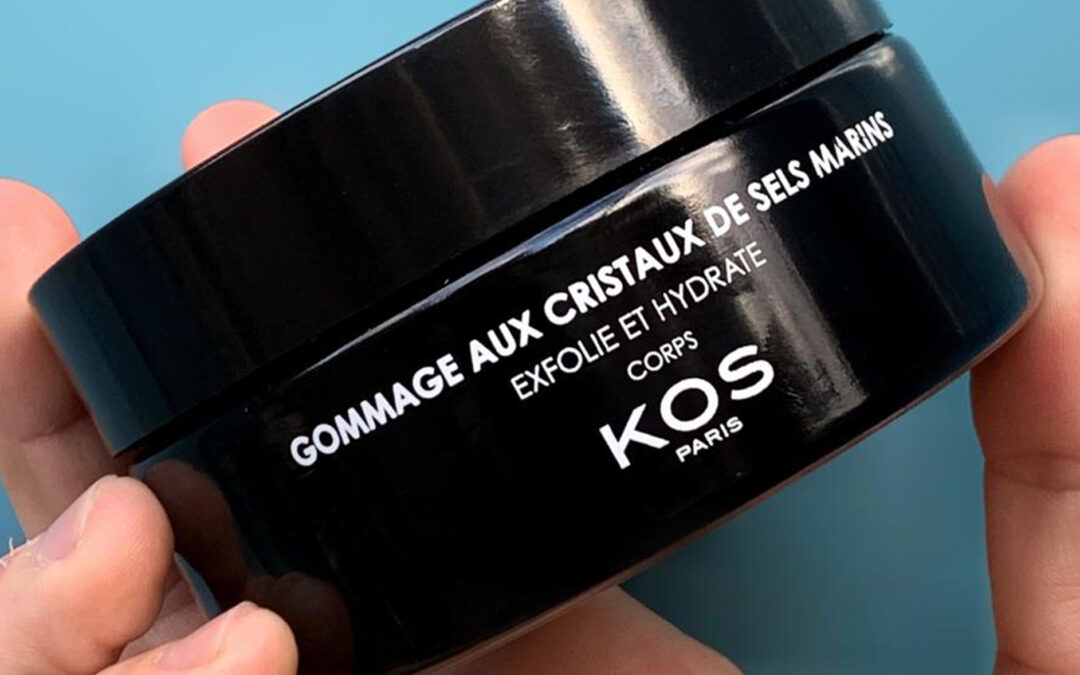 GOMMAGE AUX CRISTAUX DE SELS MARINS
EXFOLIE ET HYDRATE
CORPS
KOS
PARIS